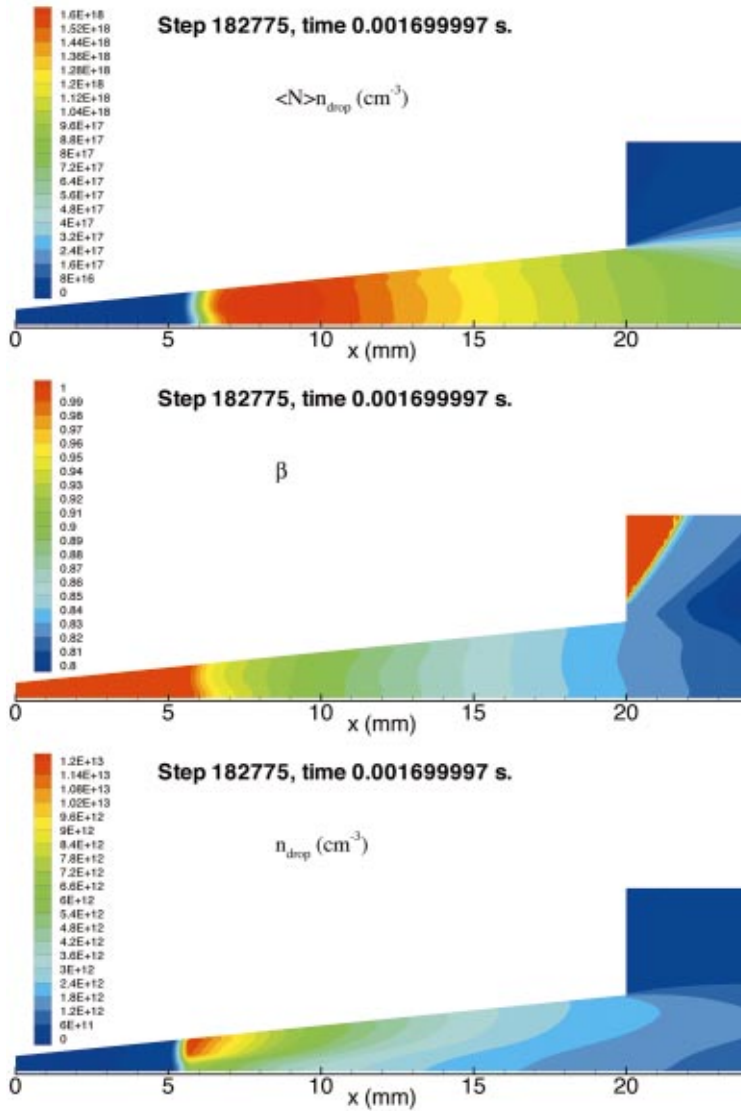 1.6E+18
1.52E+18
1.44E+18
1.36E+18
1.28E+18
1.2E+18
1.12E+18
1.04E+18
9.6E+17
8.8E+17
8E+17
7.2E+17
6.4E+17
5.6E+17
4.8E+17
4E+17
3.2E+17
2.4E+17
1.6E+17
8E+16
0
Step 182775, time 0.001699997 s.
<N>n_drop (cm^-3)
0 5 10 15 20
x (mm)
1
0.99
0.98
0.97
0.96
0.95
0.94
0.93
0.92
0.91
0.9
0.89
0.88
0.87
0.86
0.85
0.84
0.83
0.82
0.81
0.8
Step 182775, time 0.001699997 s.
β
0 5 10 15 20
x (mm)
1.2E+13
1.14E+13
1.08E+13
1.02E+13
9.6E+12
9E+12
8.4E+12
7.8E+12
7.2E+12
6.6E+12
6E+12
5.4E+12
4.8E+12
4.2E+12
3.6E+12
3E+12
2.4E+12
1.8E+12
1.2E+12
6E+11
0
Step 182775, time 0.001699997 s.
n_drop (cm^-3)
0 5 10 15 20
x (mm)